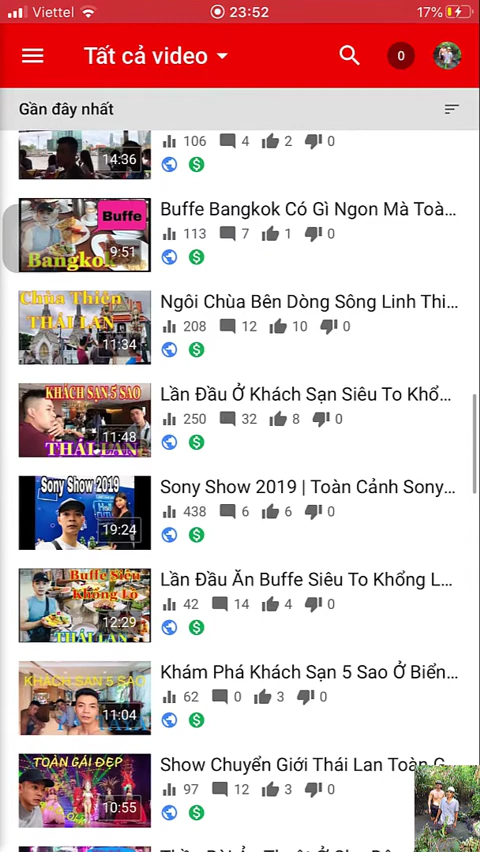 Viettel 23:52 17%
Tất cả video 0
Gần đây nhất
14:36
106 4 2 0
Buffe
Bangkok
9:51
Buffe Bangkok Có Gì Ngon Mà Toà...
113 7 1 0
Chùa Thiên
THÁI LAN
11:34
Ngôi Chùa Bên Dòng Sông Linh Thi...
208 12 10 0
KHÁCH SẠN 5 SAO
THÁI LAN
11:48
Lần Đầu Ở Khách Sạn Siêu To Khổ...
250 32 8 0
Sony Show 2019
19:24
Sony Show 2019 | Toàn Cảnh Sony...
438 6 6 0
Buffe Siêu
Khổng Lồ
THÁI LAN
12:29
Lần Đầu Ăn Buffe Siêu To Khổng L...
42 14 4 0
KHÁCH SẠN 5 SAO
11:04
Khám Phá Khách Sạn 5 Sao Ở Biển...
62 0 3 0
TOÀN GÁI ĐẸP
10:55
Show Chuyển Giới Thái Lan Toàn G
97 12 3 0